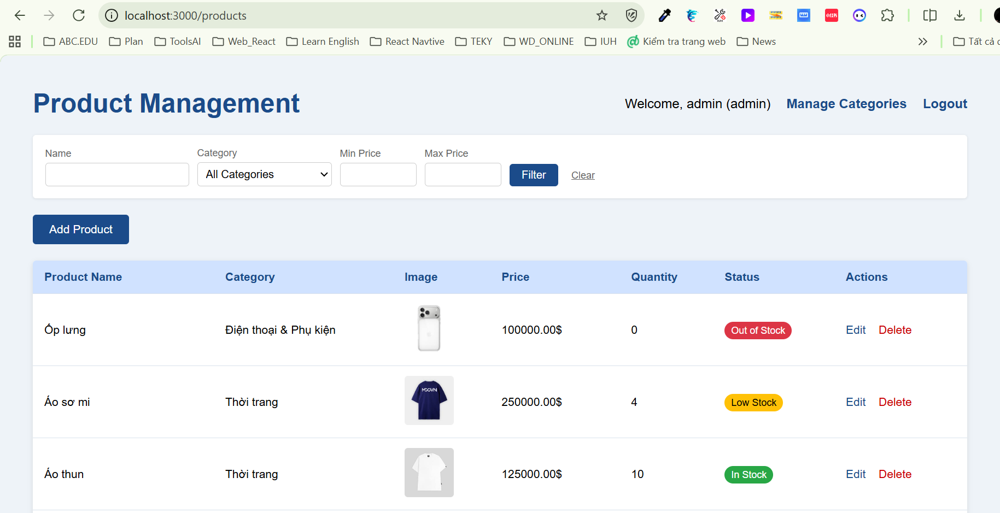 localhost:3000/products
ABC.EDU Plan ToolsAI Web_React Learn English React Navtive TEKY WD_ONLINE IUH Kiểm tra trang web News Tất cả
Product Management
Welcome, admin (admin) Manage Categories Logout
Name Category Min Price Max Price
All Categories Filter Clear
Add Product
Product Name Category Image Price Quantity Status Actions
Ốp lưng Điện thoại & Phụ kiện 100000.00$ 0 Out of Stock Edit Delete
MCOVN
Áo sơ mi Thời trang 250000.00$ 4 Low Stock Edit Delete
Áo thun Thời trang 125000.00$ 10 In Stock Edit Delete